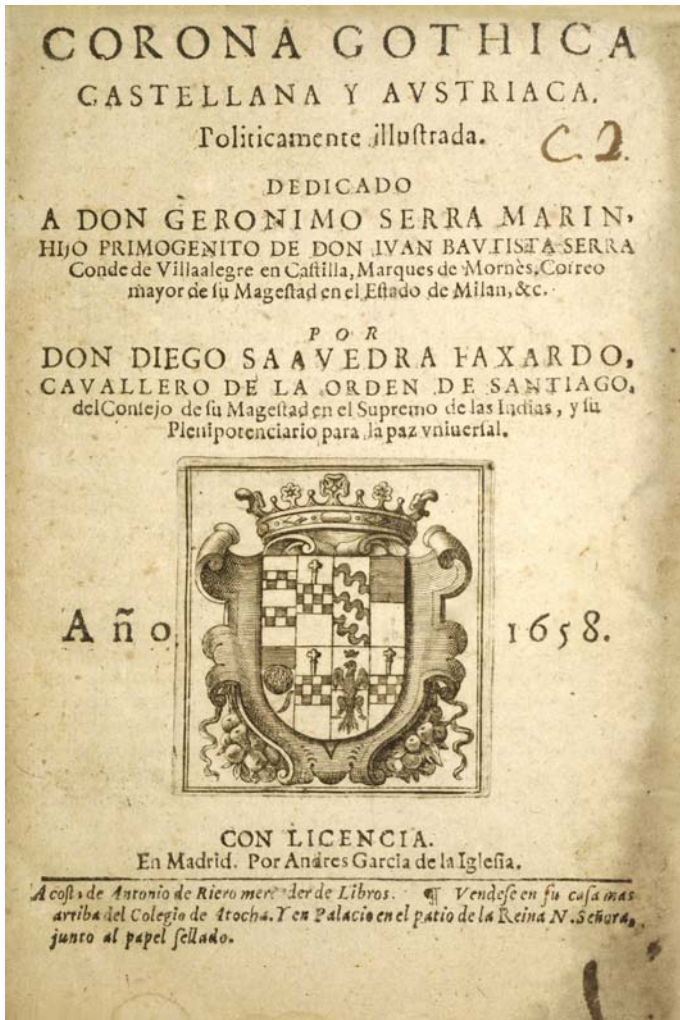 CORONA GOTHICA
CASTELLANA Y AVSTRIACA.
Politicamente illuſtrada.
C. 2.
DEDICADO
A DON GERONIMO SERRA MARIN,
HIJO PRIMOGENITO DE DON IVAN BAVTISTA SERRA
Conde de Villaalegre en Caſtilla, Marques de Mornès, Correo
mayor de ſu Mageſtad en el Eſtado de Milan, &c.
POR
DON DIEGO SAAVEDRA FAXARDO,
CAVALLERO DE LA ORDEN DE SANTIAGO,
del Conſejo de ſu Mageſtad en el Supremo de las Indias, y ſu
Plenipotenciario para la paz vniuerſal.
Año 1658.
CON LICENCIA.
En Madrid. Por Andres Garcia de la Igleſia.
A coſta de Antonio de Riero mercader de Libros. ¶ Vendeſe en ſu caſa mas
arriba del Colegio de Atocha. Y en Palacio en el patio de la Reina N. Señora,
junto al papel ſellado.